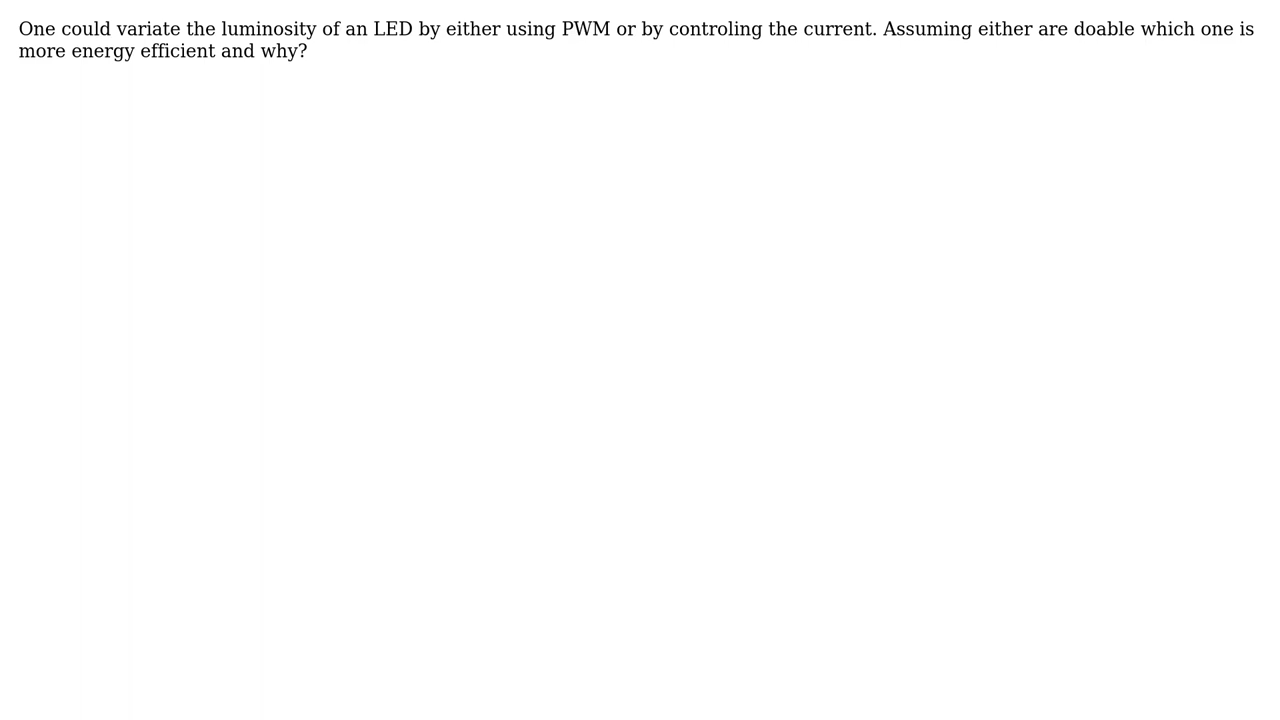 One could variate the luminosity of an LED by either using PWM or by controling the current. Assuming either are doable which one is
more energy efficient and why?